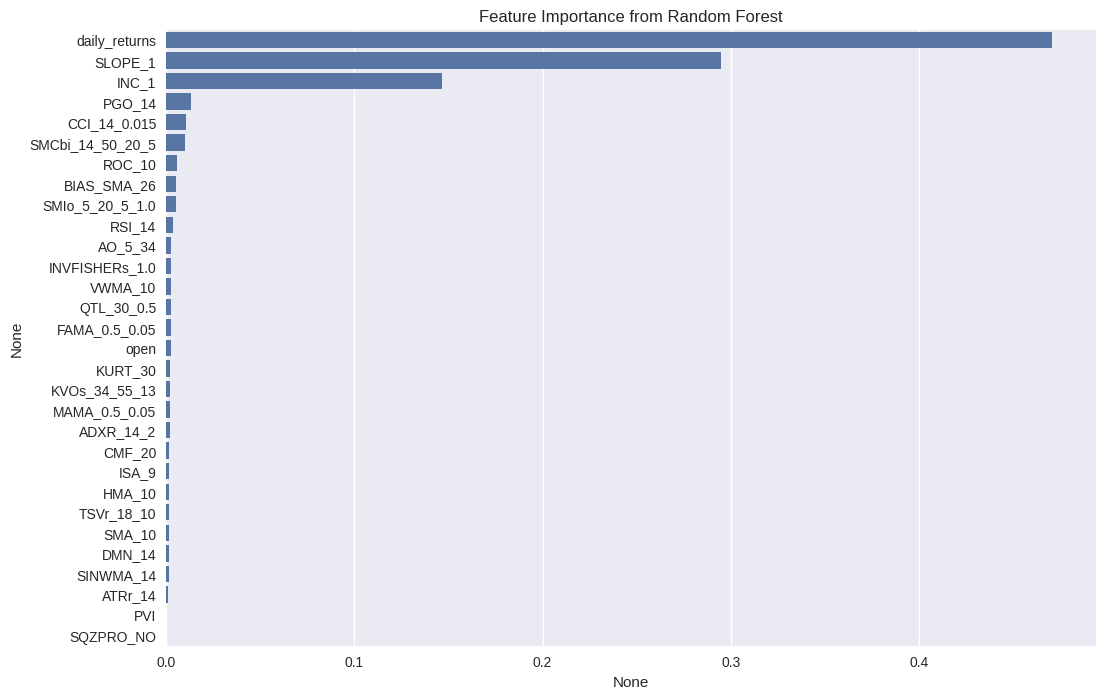 Feature Importance from Random Forest
daily_returns
SLOPE_1
INC_1
PGO_14
CCI_14_0.015
SMCbi_14_50_20_5
ROC_10
BIAS_SMA_26
SMIo_5_20_5_1.0
RSI_14
AO_5_34
INVFISHERs_1.0
VWMA_10
QTL_30_0.5
FAMA_0.5_0.05
open
KURT_30
KVOs_34_55_13
MAMA_0.5_0.05
ADXR_14_2
CMF_20
ISA_9
HMA_10
TSVr_18_10
SMA_10
DMN_14
SINWMA_14
ATRr_14
PVI
SQZPRO_NO
None
0.0 0.1 0.2 0.3 0.4
None